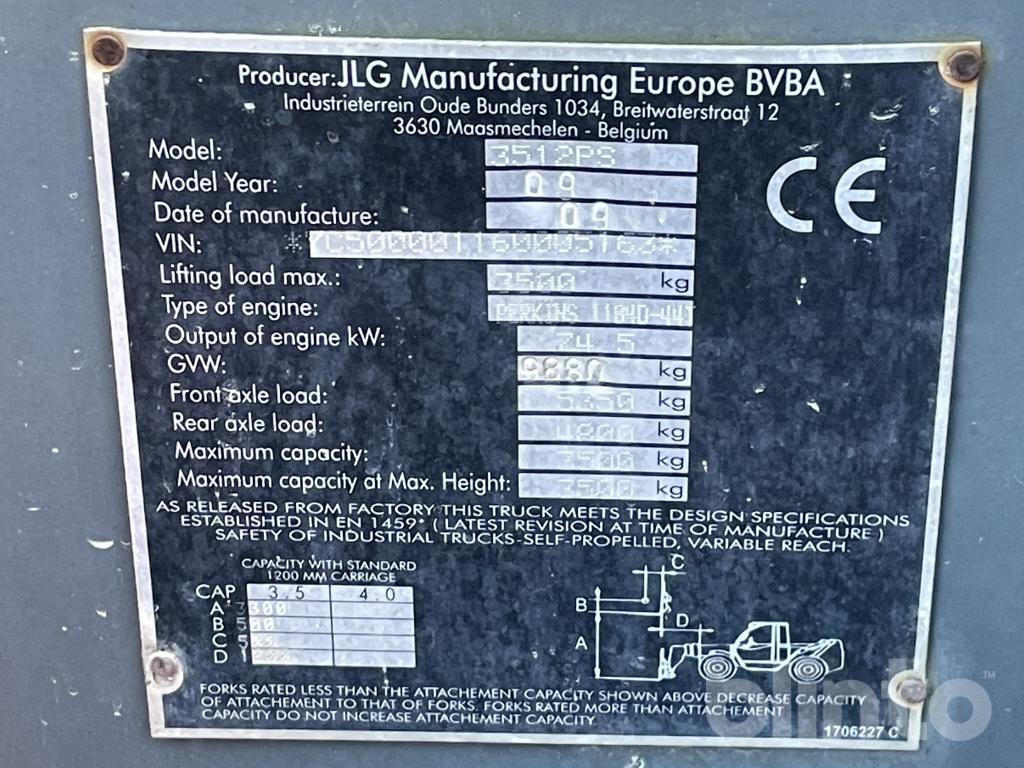 Producer: JLG Manufacturing Europe BVBA
Industrieterrein Oude Bunders 1034, Breitwaterstraat 12
3630 Maasmechelen - Belgium
Model: 3512PS
Model Year: 09
Date of manufacture: 09
VIN:
Lifting load max.: 3500 kg
Type of engine: PERKINS 1104D-44T
Output of engine kW: 74.5
GVW: 9880 kg
Front axle load: kg
Rear axle load: kg
Maximum capacity: 3500 kg
Maximum capacity at Max. Height: kg
AS RELEASED FROM FACTORY THIS TRUCK MEETS THE DESIGN SPECIFICATIONS
ESTABLISHED IN EN 1459* ( LATEST REVISION AT TIME OF MANUFACTURE )
SAFETY OF INDUSTRIAL TRUCKS-SELF-PROPELLED, VARIABLE REACH.
CE
CAPACITY WITH STANDARD
1200 MM CARRIAGE
CAP 3.5 4.0
A 3300
B 500
C
D
C
B
D
A
FORKS RATED LESS THAN THE ATTACHEMENT CAPACITY SHOWN ABOVE DECREASE CAPACITY
OF ATTACHEMENT TO THAT OF FORKS. FORKS RATED MORE THAN ATTACHEMENT
CAPACITY DO NOT INCREASE ATTACHEMENT CAPACITY.
1706227 C
blinto™